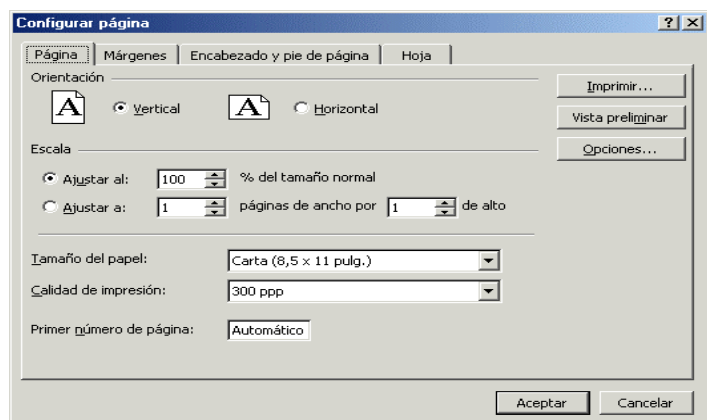 Configurar página
Página Márgenes Encabezado y pie de página Hoja
Orientación
A Vertical A Horizontal
Imprimir...
Vista preliminar
Opciones...
Escala
Ajustar al: 100 % del tamaño normal
Ajustar a: 1 páginas de ancho por 1 de alto
Tamaño del papel: Carta (8,5 x 11 pulg.)
Calidad de impresión: 300 ppp
Primer número de página: Automático
Aceptar Cancelar